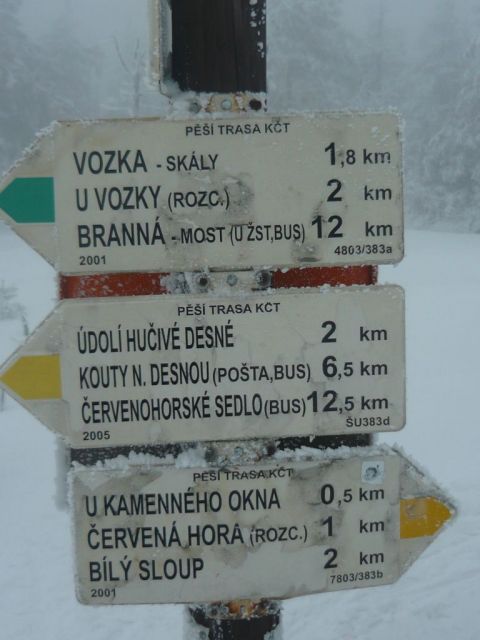 PĚŠÍ TRASA KČT
VOZKA - SKÁLY 1,8 km
U VOZKY (ROZC.) 2 km
BRANNÁ - MOST (U ŽST,BUS) 12 km
2001 4803/383a
PĚŠÍ TRASA KČT
ÚDOLÍ HUČIVÉ DESNÉ 2 km
KOUTY N. DESNOU (POŠTA,BUS) 6,5 km
ČERVENOHORSKÉ SEDLO (BUS) 12,5 km
2005 ŠU383d
PĚŠÍ TRASA KČT
U KAMENNÉHO OKNA 0,5 km
ČERVENÁ HORA (ROZC.) 1 km
BÍLÝ SLOUP 2 km
2001 7803/383b